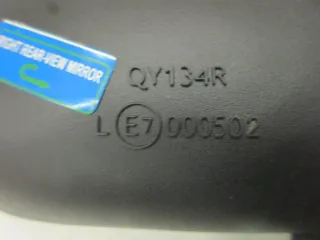 RIGHT REAR-VIEW MIRROR
QY134R
L E7 000502